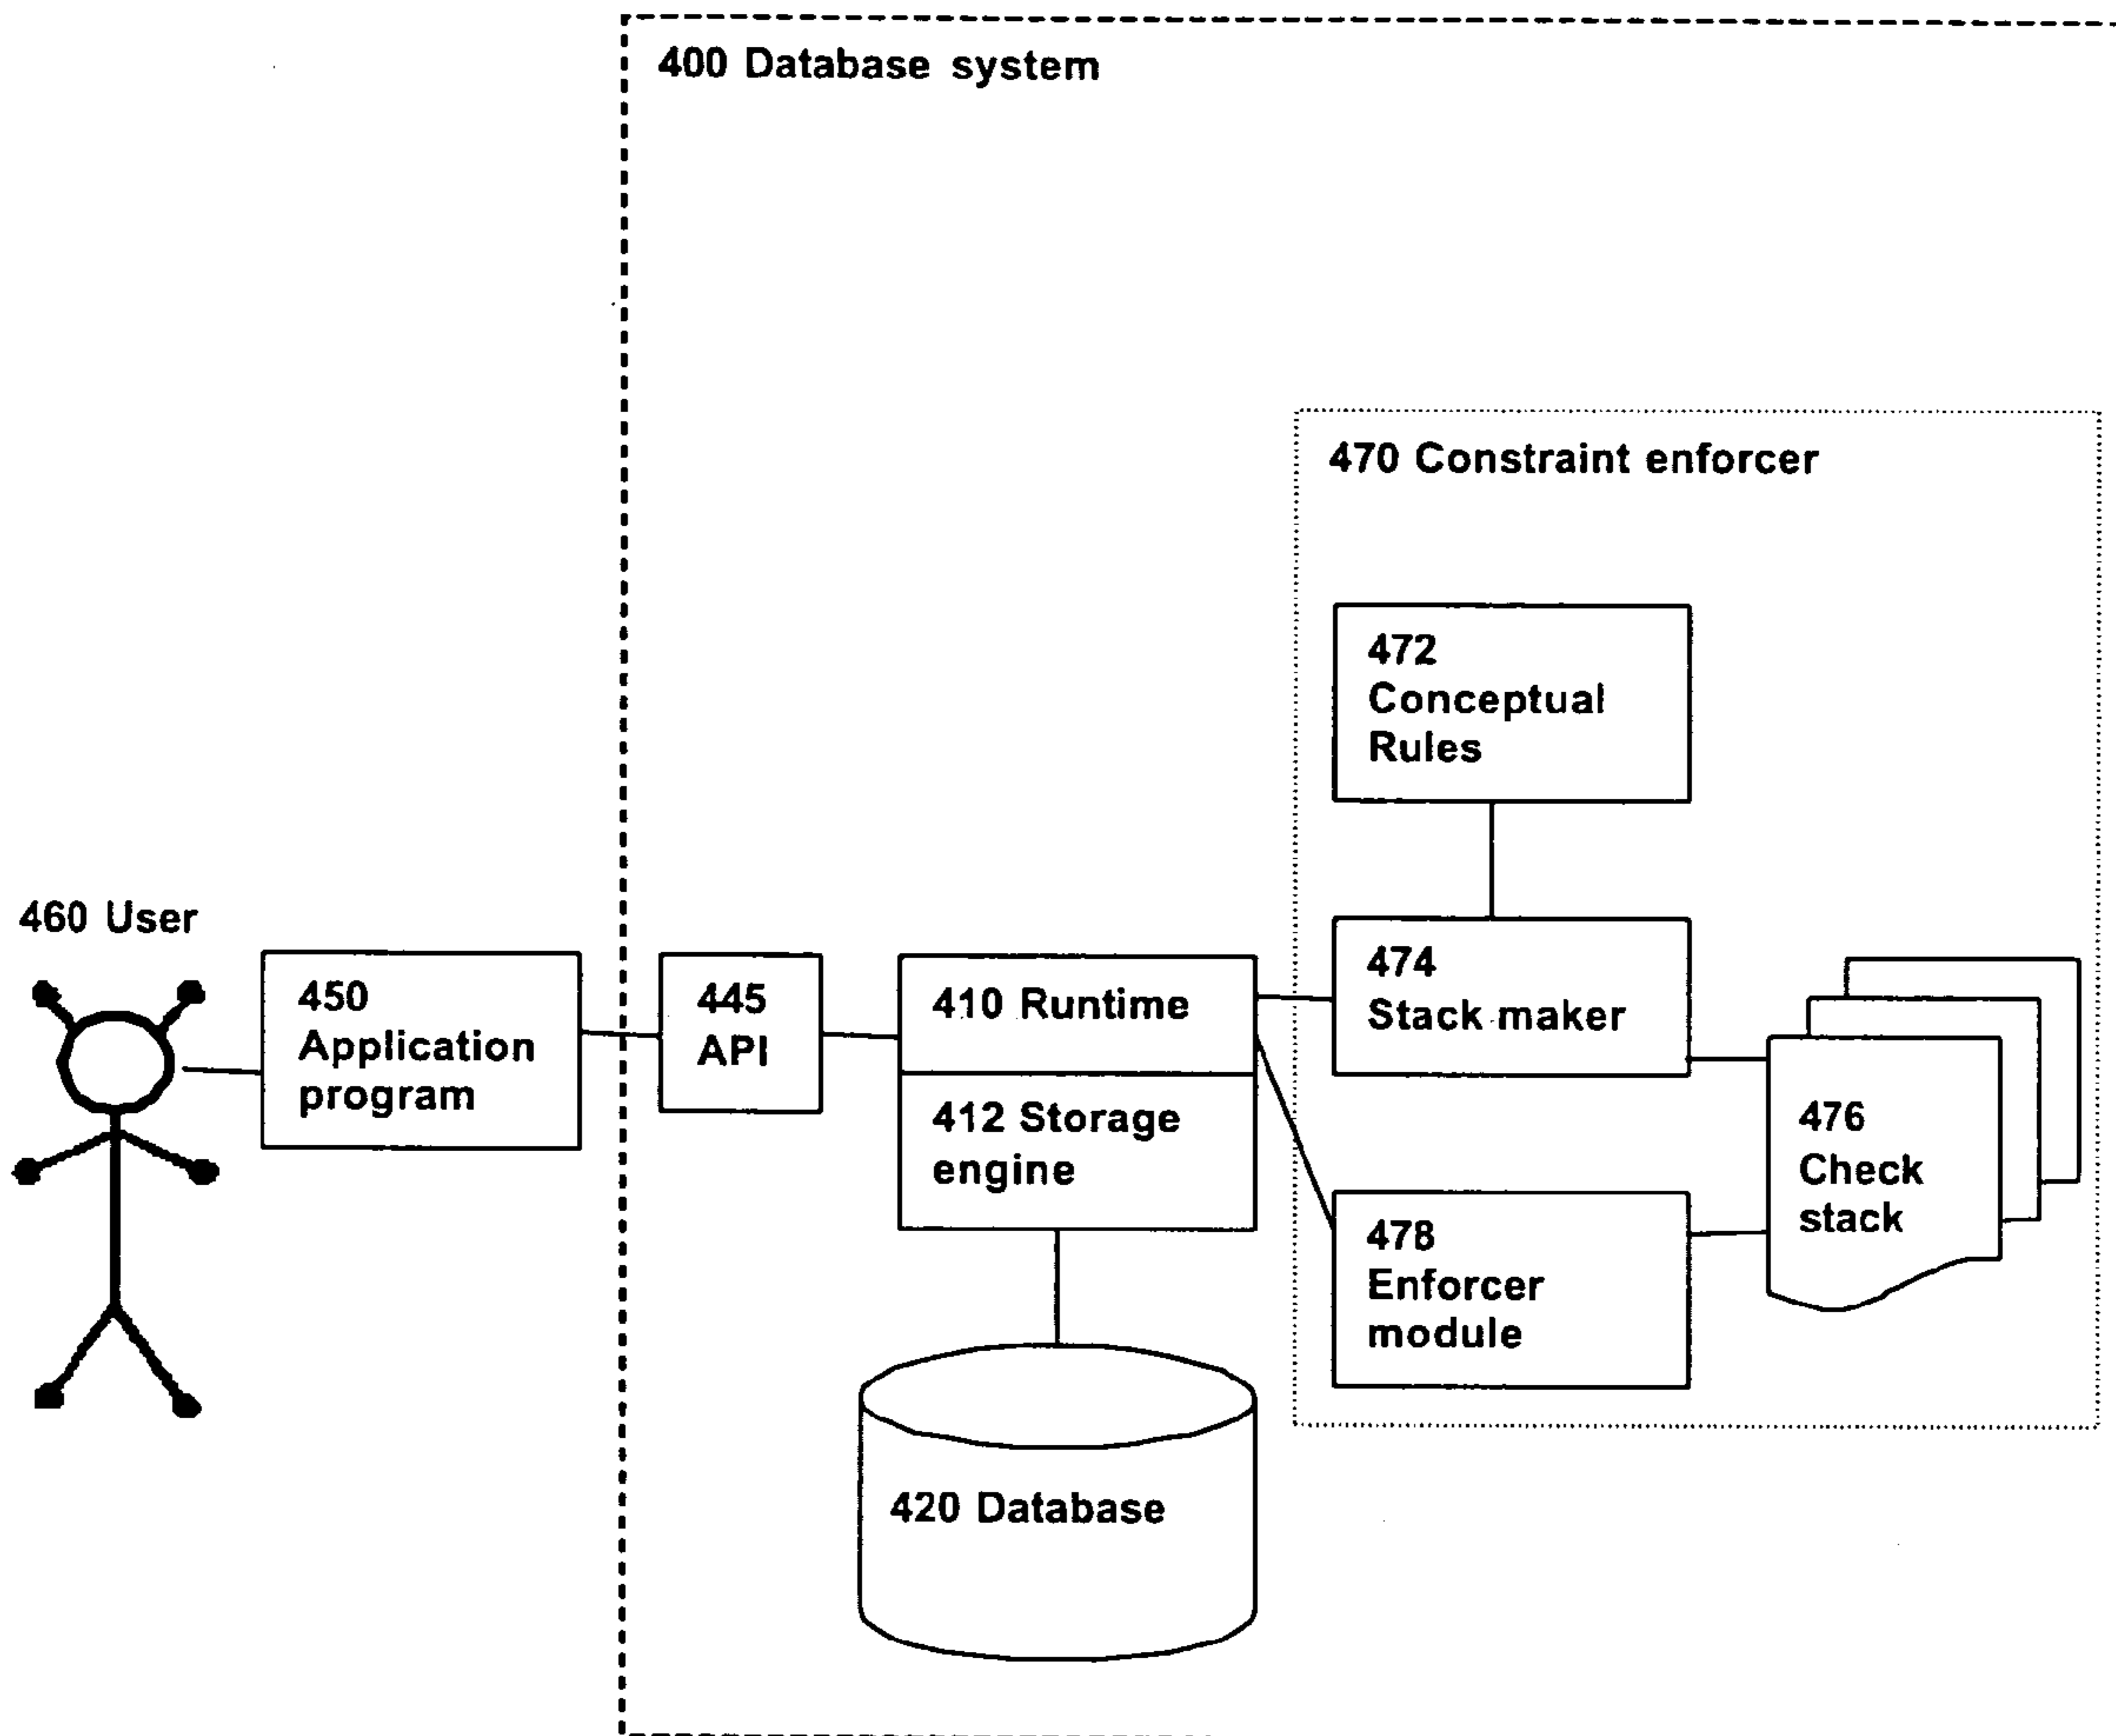 400 Database system
470 Constraint enforcer
472
Conceptual
Rules
460 User
450
Application
program
445
API
410 Runtime
412 Storage
engine
474
Stack maker
476
Check
stack
478
Enforcer
module
420 Database